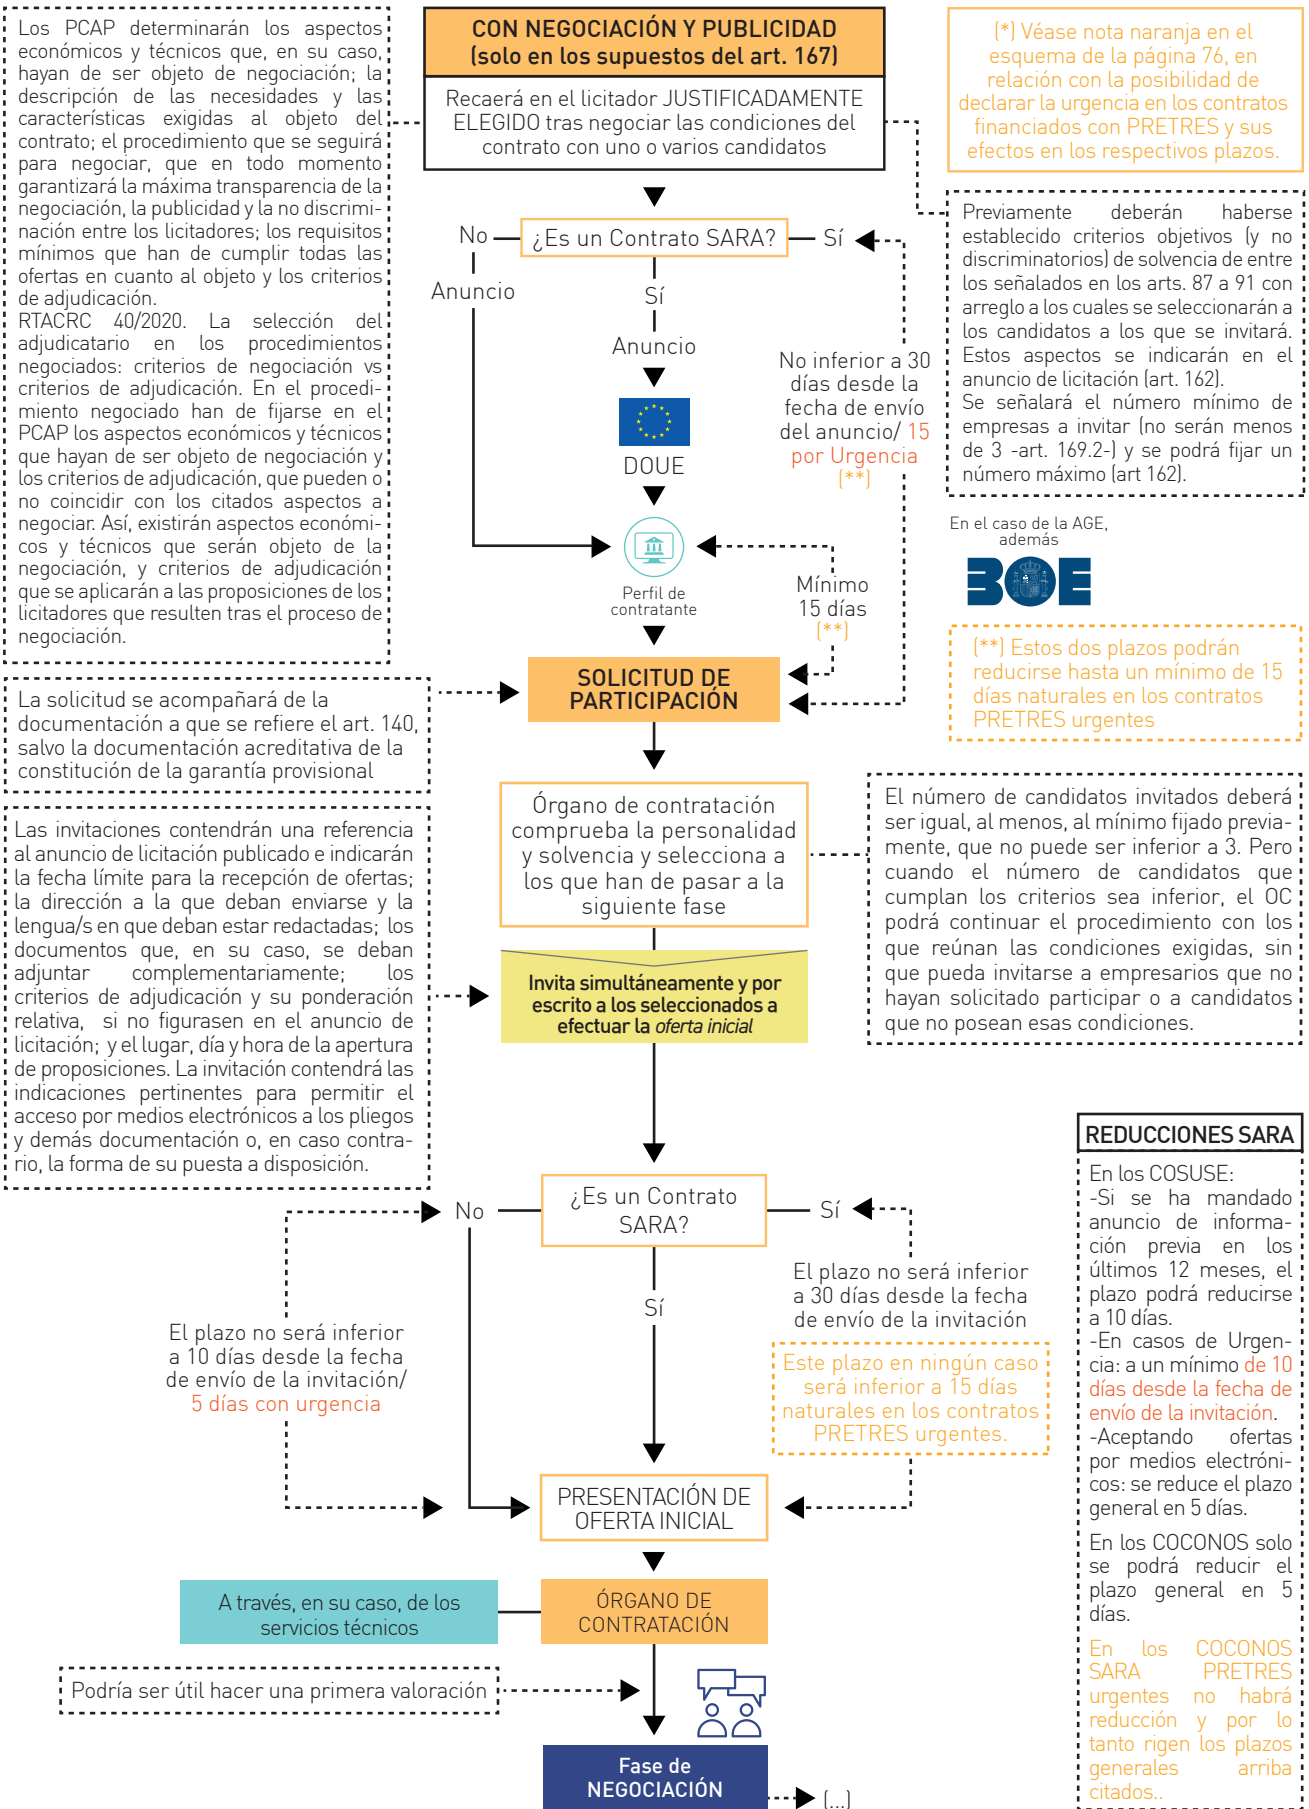 Los PCAP determinarán los aspectos
económicos y técnicos que, en su caso,
hayan de ser objeto de negociación; la
descripción de las necesidades y las
características exigidas al objeto del
contrato; el procedimiento que se seguirá
para negociar, que en todo momento
garantizará la máxima transparencia de la
negociación, la publicidad y la no discrimi-
nación entre los licitadores; los requisitos
mínimos que han de cumplir todas las
ofertas en cuanto al objeto y los criterios
de adjudicación.
RTACRC 40/2020. La selección del
adjudicatario en los procedimientos
negociados: criterios de negociación vs
criterios de adjudicación. En el procedi-
miento negociado han de fijarse en el
PCAP los aspectos económicos y técnicos
que hayan de ser objeto de negociación y
los criterios de adjudicación, que pueden o
no coincidir con los citados aspectos a
negociar. Así, existirán aspectos económi-
cos y técnicos que serán objeto de la
negociación, y criterios de adjudicación
que se aplicarán a las proposiciones de los
licitadores que resulten tras el proceso de
negociación.
CON NEGOCIACIÓN Y PUBLICIDAD
(solo en los supuestos del art. 167)
Recaerá en el licitador JUSTIFICADAMENTE
ELEGIDO tras negociar las condiciones del
contrato con uno o varios candidatos
(*) Véase nota naranja en el
esquema de la página 76, en
relación con la posibilidad de
declarar la urgencia en los contratos
financiados con PRETRES y sus
efectos en los respectivos plazos.
Previamente deberán haberse
establecido criterios objetivos (y no
discriminatorios) de solvencia de entre
los señalados en los arts. 87 a 91 con
arreglo a los cuales se seleccionarán a
los candidatos a los que se invitará.
Estos aspectos se indicarán en el
anuncio de licitación (art. 162).
Se señalará el número mínimo de
empresas a invitar (no serán menos
de 3 -art. 169.2-) y se podrá fijar un
número máximo (art 162).
No
¿Es un Contrato SARA?
Sí
Anuncio
Sí
Anuncio
DOUE
No inferior a 30
días desde la
fecha de envío
del anuncio/ 15
por Urgencia
(**)
Perfil de
contratante
Mínimo
15 días
(**)
En el caso de la AGE,
además
BOE
(**) Estos dos plazos podrán
reducirse hasta un mínimo de 15
días naturales en los contratos
PRETRES urgentes
SOLICITUD DE
PARTICIPACIÓN
La solicitud se acompañará de la
documentación a que se refiere el art. 140,
salvo la documentación acreditativa de la
constitución de la garantía provisional
Órgano de contratación
comprueba la personalidad
y solvencia y selecciona a
los que han de pasar a la
siguiente fase
El número de candidatos invitados deberá
ser igual, al menos, al mínimo fijado previa-
mente, que no puede ser inferior a 3. Pero
cuando el número de candidatos que
cumplan los criterios sea inferior, el OC
podrá continuar el procedimiento con los
que reúnan las condiciones exigidas, sin
que pueda invitarse a empresarios que no
hayan solicitado participar o a candidatos
que no posean esas condiciones.
Las invitaciones contendrán una referencia
al anuncio de licitación publicado e indicarán
la fecha límite para la recepción de ofertas;
la dirección a la que deban enviarse y la
lengua/s en que deban estar redactadas; los
documentos que, en su caso, se deban
adjuntar complementariamente; los
criterios de adjudicación y su ponderación
relativa, si no figurasen en el anuncio de
licitación; y el lugar, día y hora de la apertura
de proposiciones. La invitación contendrá las
indicaciones pertinentes para permitir el
acceso por medios electrónicos a los pliegos
y demás documentación o, en caso contra-
rio, la forma de su puesta a disposición.
Invita simultáneamente y por
escrito a los seleccionados a
efectuar la oferta inicial
No
¿Es un Contrato
SARA?
Sí
Sí
El plazo no será inferior
a 10 días desde la fecha
de envío de la invitación/
5 días con urgencia
El plazo no será inferior
a 30 días desde la fecha
de envío de la invitación
Este plazo en ningún caso
será inferior a 15 días
naturales en los contratos
PRETRES urgentes.
PRESENTACIÓN DE
OFERTA INICIAL
A través, en su caso, de los
servicios técnicos
ÓRGANO DE
CONTRATACIÓN
Podría ser útil hacer una primera valoración
Fase de
NEGOCIACIÓN
(...)
REDUCCIONES SARA
En los COSUSE:
-Si se ha mandado
anuncio de informa-
ción previa en los
últimos 12 meses, el
plazo podrá reducirse
a 10 días.
-En casos de Urgen-
cia: a un mínimo de 10
días desde la fecha de
envío de la invitación.
-Aceptando ofertas
por medios electróni-
cos: se reduce el plazo
general en 5 días.
En los COCONOS solo
se podrá reducir el
plazo general en 5
días.
En los COCONOS
SARA PRETRES
urgentes no habrá
reducción y por lo
tanto rigen los plazos
generales arriba
citados..